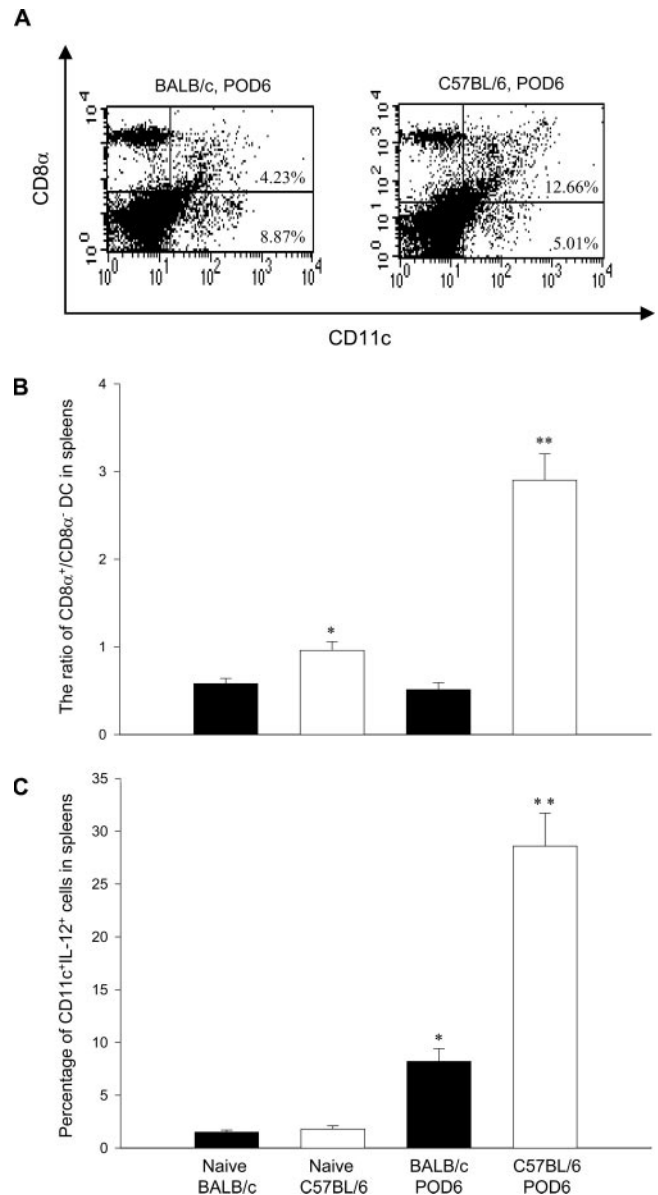 A
BALB/c, POD6
C57BL/6, POD6
CD8α
10⁴
10⁰
4.23%
8.87%
10⁰ 10¹ 10² 10³ 10⁴
10⁴
10³
10²
10¹
10⁰
12.66%
5.01%
10⁰ 10¹ 10² 10³ 10⁴
CD11c
B
The ratio of CD8α⁺/CD8α⁻ DC in spleens
4
3
2
1
0
*
**
C
Percentage of CD11c⁺IL-12⁺ cells in spleens
35
30
25
20
15
10
5
0
*
**
Naive BALB/c
Naive C57BL/6
BALB/c POD6
C57BL/6 POD6